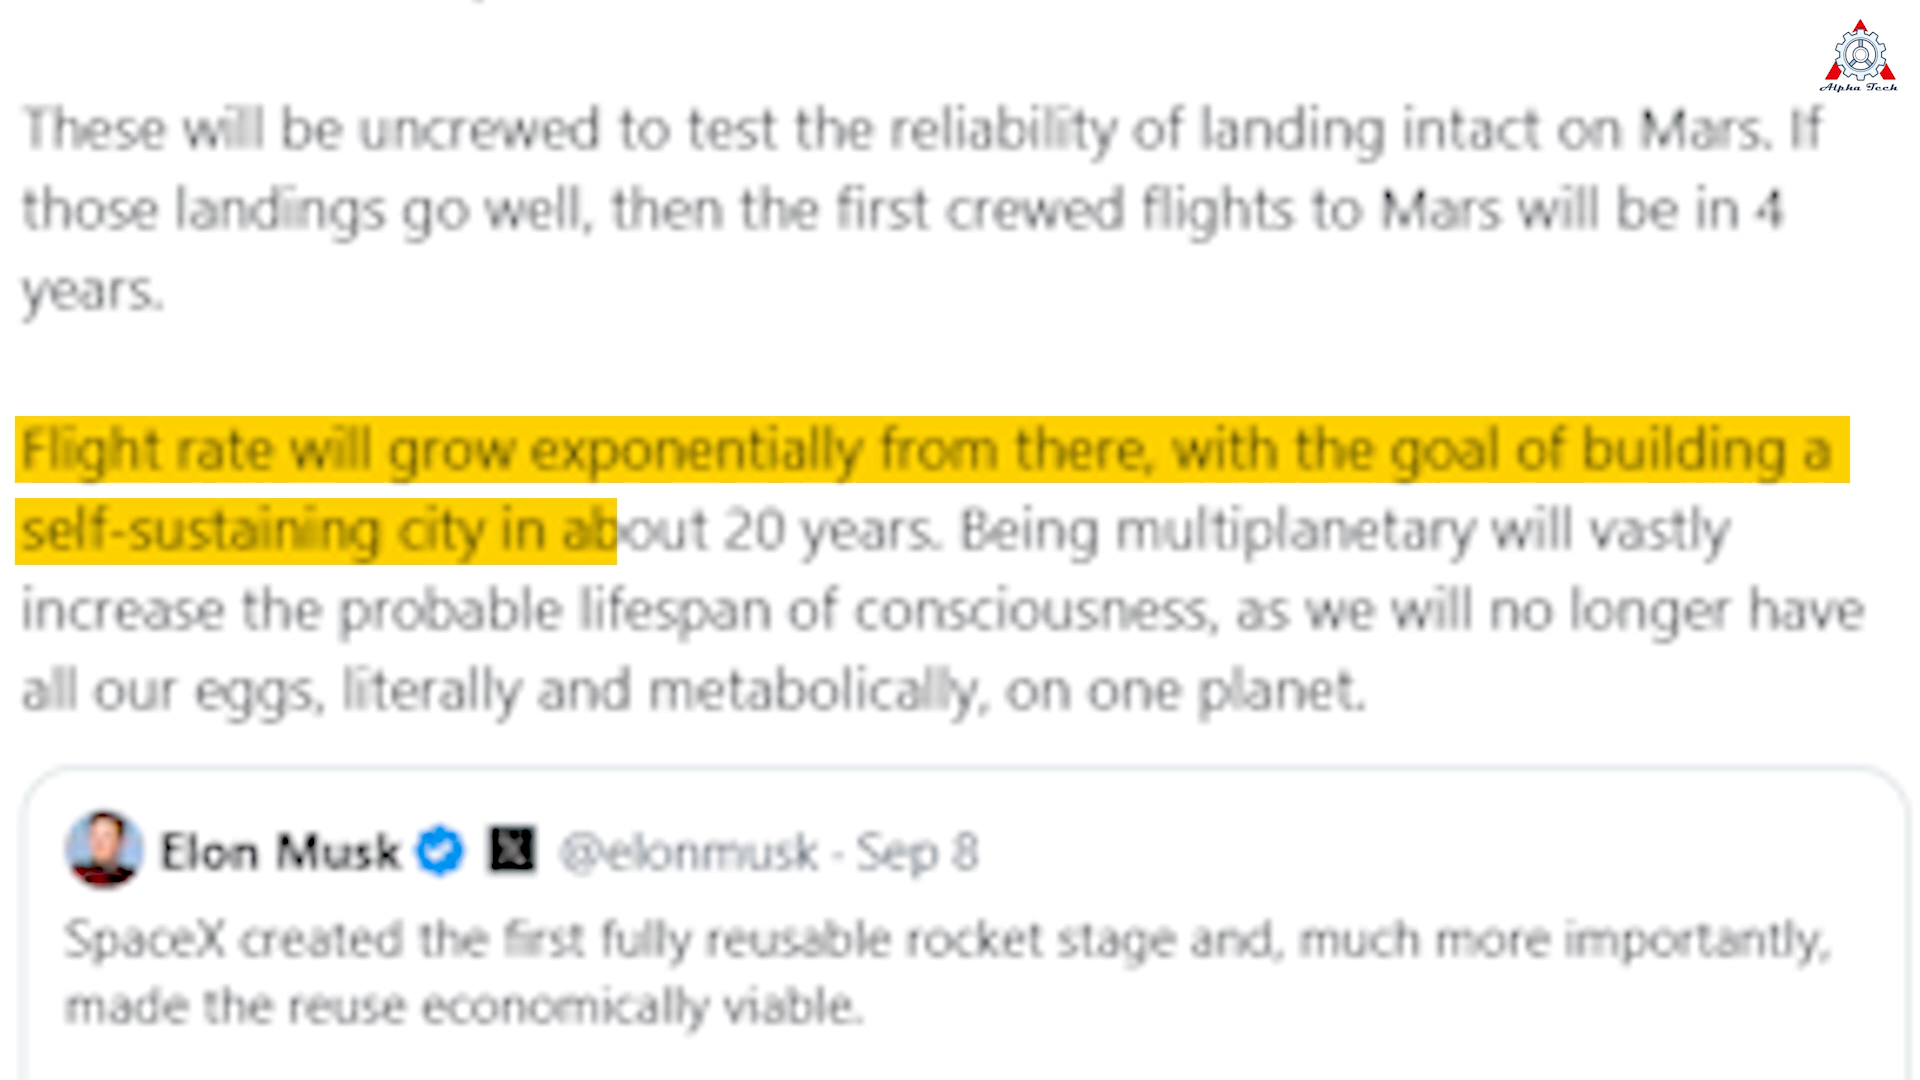 Alpha Tech
These will be uncrewed to test the reliability of landing intact on Mars. If
those landings go well, then the first crewed flights to Mars will be in 4
years.
Flight rate will grow exponentially from there, with the goal of building a
self-sustaining city in about 20 years. Being multiplanetary will vastly
increase the probable lifespan of consciousness, as we will no longer have
all our eggs, literally and metabolically, on one planet.
Elon Musk @elonmusk · Sep 8
SpaceX created the first fully reusable rocket stage and, much more importantly,
made the reuse economically viable.